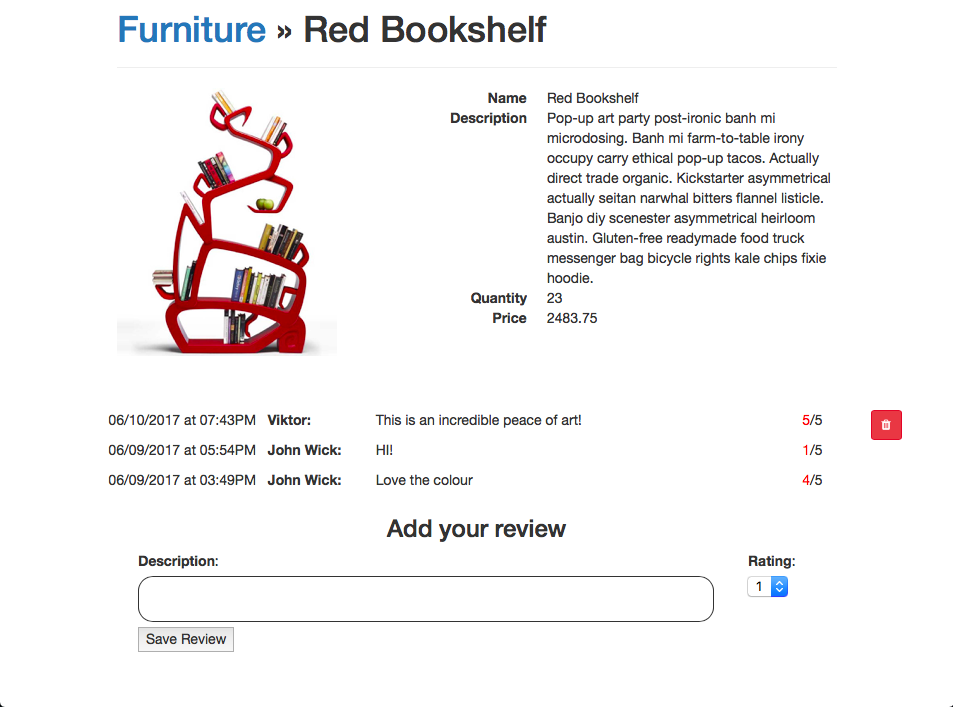 Furniture » Red Bookshelf
Name Red Bookshelf
Description Pop-up art party post-ironic banh mi
microdosing. Banh mi farm-to-table irony
occupy carry ethical pop-up tacos. Actually
direct trade organic. Kickstarter asymmetrical
actually seitan narwhal bitters flannel listicle.
Banjo diy scenester asymmetrical heirloom
austin. Gluten-free readymade food truck
messenger bag bicycle rights kale chips fixie
hoodie.
Quantity 23
Price 2483.75
06/10/2017 at 07:43PM Viktor: This is an incredible peace of art! 5/5
06/09/2017 at 05:54PM John Wick: HI! 1/5
06/09/2017 at 03:49PM John Wick: Love the colour 4/5
Add your review
Description: Rating:
1
Save Review